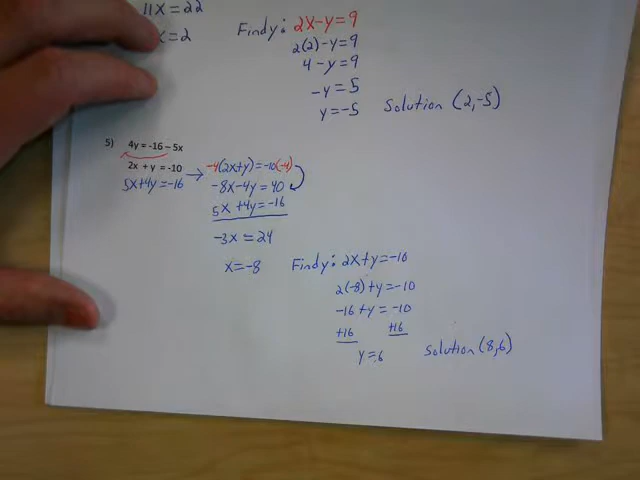 11X = 22
X = 2
Find y: 2X - y = 9
2(2) - y = 9
4 - y = 9
-y = 5
y = -5
Solution (2,-5)
5) 4y = -16 - 5x
2x + y = -10
5X + 4y = -16
-4(2X + y) = -10(-4)
-8X - 4y = 40
5X + 4y = -16
-3X = 24
X = -8
Find y: 2X + y = -10
2(-8) + y = -10
-16 + y = -10
+16 +16
y = 6
Solution (8,6)